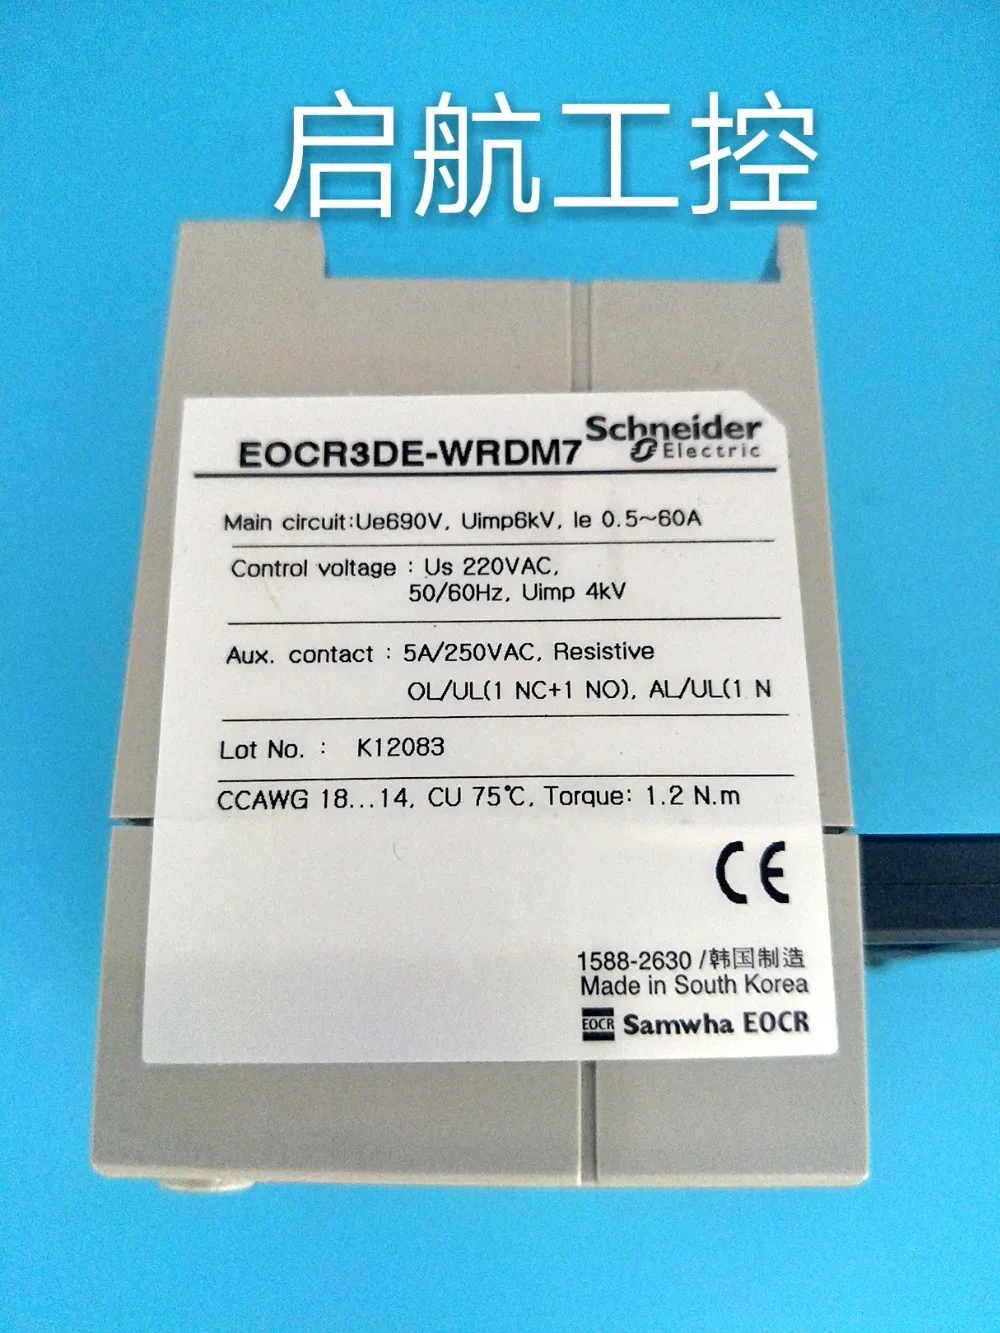 启航工控
EOCR3DE-WRDM7
Schneider
Electric
Main circuit:Ue690V, Uimp6kV, Ie 0.5~60A
Control voltage : Us 220VAC,
50/60Hz, Uimp 4kV
Aux. contact : 5A/250VAC, Resistive
OL/UL(1 NC+1 NO), AL/UL(1 N
Lot No. : K12083
CCAWG 18...14, CU 75℃, Torque: 1.2 N.m
CE
1588-2630 /韩国制造
Made in South Korea
EOCR Samwha EOCR